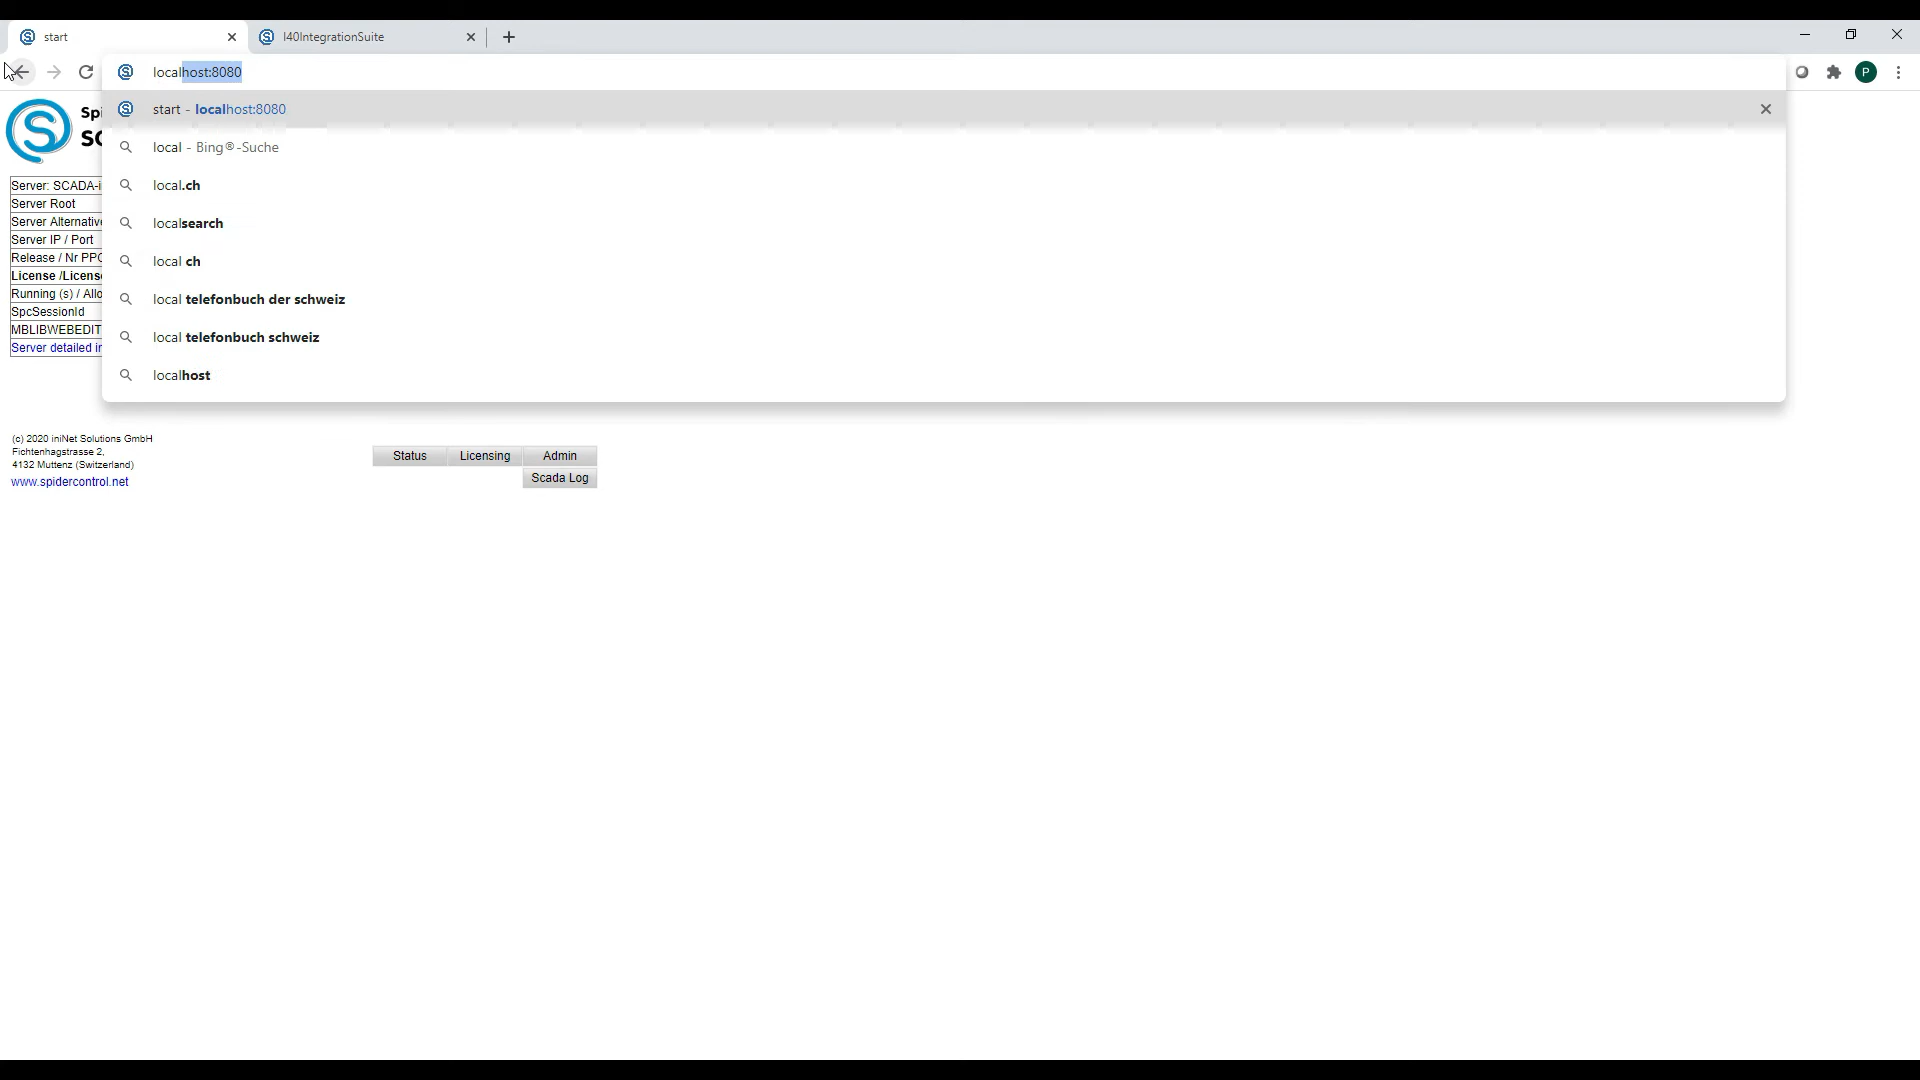 start
I40IntegrationSuite
localhost:8080
P
start - localhost:8080
local - Bing®-Suche
local.ch
localsearch
local ch
local telefonbuch der schweiz
local telefonbuch schweiz
localhost
Server: SCADA-i
Server Root
Server Alternative
Server IP / Port
Release / Nr PPO
License /License
Running (s) / Allo
SpcSessionId
MBLIBWEBEDIT
Server detailed in
(c) 2020 iniNet Solutions GmbH
Fichtenhagstrasse 2,
4132 Muttenz (Switzerland)
www.spidercontrol.net
Status
Licensing
Admin
Scada Log